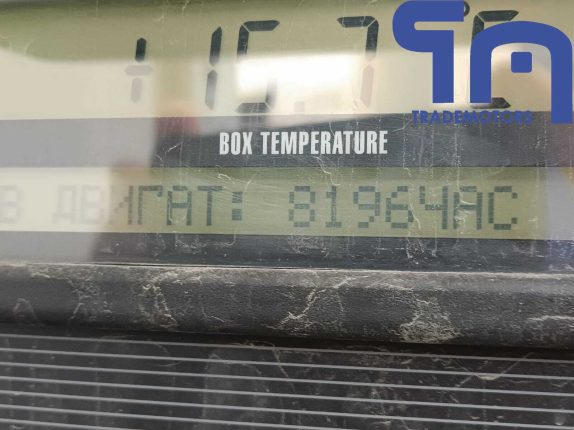 +15.7°C
TRADEMOTORS
BOX TEMPERATURE
В ДВИГАТ: 8196ЧАС